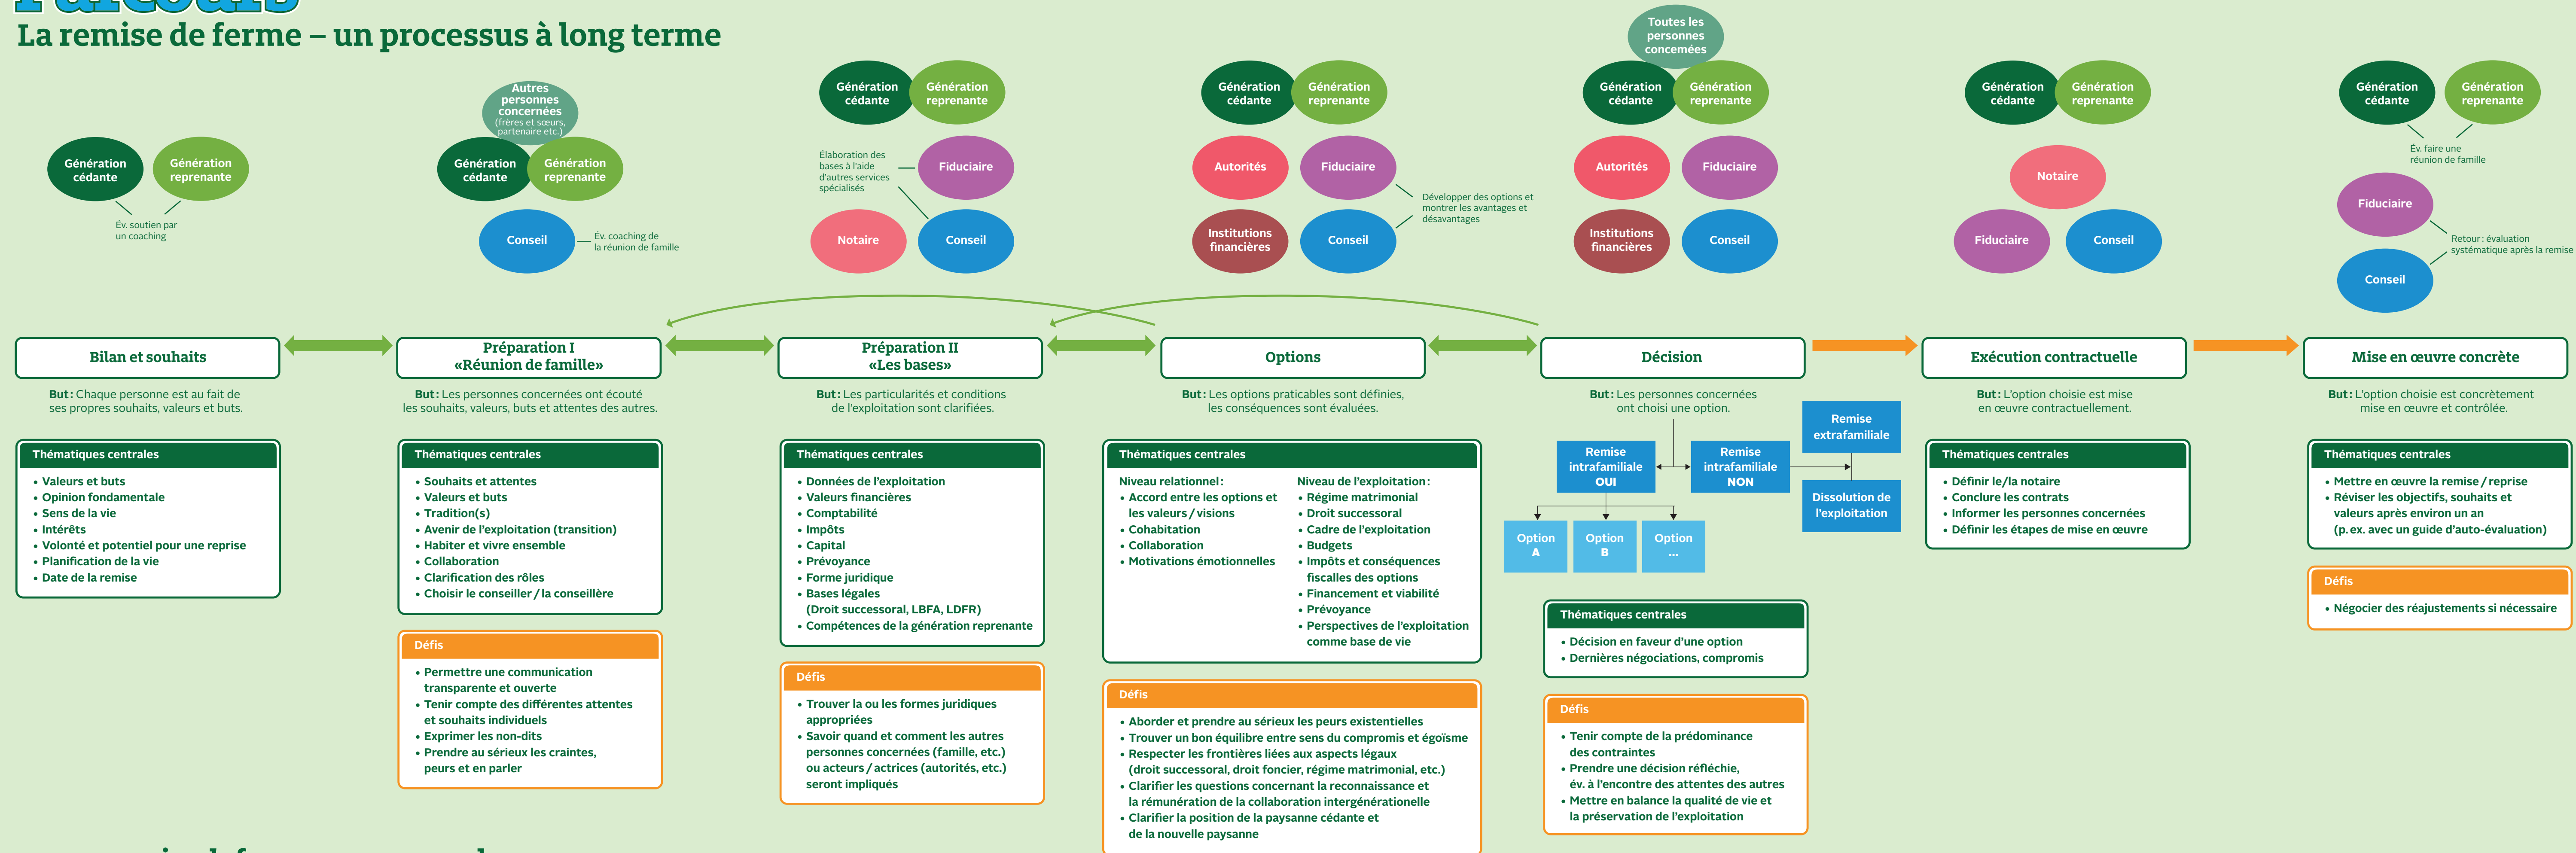 Parcours
La remise de ferme – un processus à long terme
Génération
cédante
Génération
reprenante
Év. soutien par
un coaching
Autres
personnes
concernées
(frères et sœurs,
partenaire etc.)
Génération
cédante
Génération
reprenante
Conseil
Év. coaching de
la réunion de famille
Génération
cédante
Génération
reprenante
Élaboration des
bases à l'aide
d'autres services
spécialisés
Fiduciaire
Notaire
Conseil
Génération
cédante
Génération
reprenante
Autorités
Fiduciaire
Institutions
financières
Conseil
Développer des options et
montrer les avantages et
désavantages
Toutes les
personnes
concemées
Génération
cédante
Génération
reprenante
Autorités
Fiduciaire
Institutions
financières
Conseil
Génération
cédante
Génération
reprenante
Notaire
Fiduciaire
Conseil
Génération
cédante
Génération
reprenante
Év. faire une
réunion de famille
Fiduciaire
Conseil
Retour : évaluation
systématique après la remise
Bilan et souhaits
But : Chaque personne est au fait de
ses propres souhaits, valeurs et buts.
Thématiques centrales
• Valeurs et buts
• Opinion fondamentale
• Sens de la vie
• Intérêts
• Volonté et potentiel pour une reprise
• Planification de la vie
• Date de la remise
Préparation I
«Réunion de famille»
But : Les personnes concernées ont écouté
les souhaits, valeurs, buts et attentes des autres.
Thématiques centrales
• Souhaits et attentes
• Valeurs et buts
• Tradition(s)
• Avenir de l'exploitation (transition)
• Habiter et vivre ensemble
• Collaboration
• Clarification des rôles
• Choisir le conseiller / la conseillère
Défis
• Permettre une communication
transparente et ouverte
• Tenir compte des différentes attentes
et souhaits individuels
• Exprimer les non-dits
• Prendre au sérieux les craintes,
peurs et en parler
Préparation II
«Les bases»
But : Les particularités et conditions
de l'exploitation sont clarifiées.
Thématiques centrales
• Données de l'exploitation
• Valeurs financières
• Comptabilité
• Impôts
• Capital
• Prévoyance
• Forme juridique
• Bases légales
(Droit successoral, LBFA, LDFR)
• Compétences de la génération reprenante
Défis
• Trouver la ou les formes juridiques
appropriées
• Savoir quand et comment les autres
personnes concernées (famille, etc.)
ou acteurs / actrices (autorités, etc.)
seront impliqués
Options
But : Les options praticables sont définies,
les conséquences sont évaluées.
Thématiques centrales
Niveau relationnel :
• Accord entre les options et
les valeurs / visions
• Cohabitation
• Collaboration
• Motivations émotionnelles
Niveau de l'exploitation :
• Régime matrimonial
• Droit successoral
• Cadre de l'exploitation
• Budgets
• Impôts et conséquences
fiscales des options
• Financement et viabilité
• Prévoyance
• Perspectives de l'exploitation
comme base de vie
Défis
• Aborder et prendre au sérieux les peurs existentielles
• Trouver un bon équilibre entre sens du compromis et égoïsme
• Respecter les frontières liées aux aspects légaux
(droit successoral, droit foncier, régime matrimonial, etc.)
• Clarifier les questions concernant la reconnaissance et
la rémunération de la collaboration intergénérationelle
• Clarifier la position de la paysanne cédante et
de la nouvelle paysanne
Décision
But : Les personnes concernées
ont choisi une option.
Remise
intrafamiliale
OUI
Remise
intrafamiliale
NON
Remise
extrafamiliale
Dissolution de
l'exploitation
Option
A
Option
B
Option
...
Thématiques centrales
• Décision en faveur d'une option
• Dernières négociations, compromis
Défis
• Tenir compte de la prédominance
des contraintes
• Prendre une décision réfléchie,
év. à l'encontre des attentes des autres
• Mettre en balance la qualité de vie et
la préservation de l'exploitation
Exécution contractuelle
But : L'option choisie est mise
en œuvre contractuellement.
Thématiques centrales
• Définir le/la notaire
• Conclure les contrats
• Informer les personnes concernées
• Définir les étapes de mise en œuvre
Mise en œuvre concrète
But : L'option choisie est concrètement
mise en œuvre et contrôlée.
Thématiques centrales
• Mettre en œuvre la remise / reprise
• Réviser les objectifs, souhaits et
valeurs après environ un an
(p. ex. avec un guide d'auto-évaluation)
Défis
• Négocier des réajustements si nécessaire